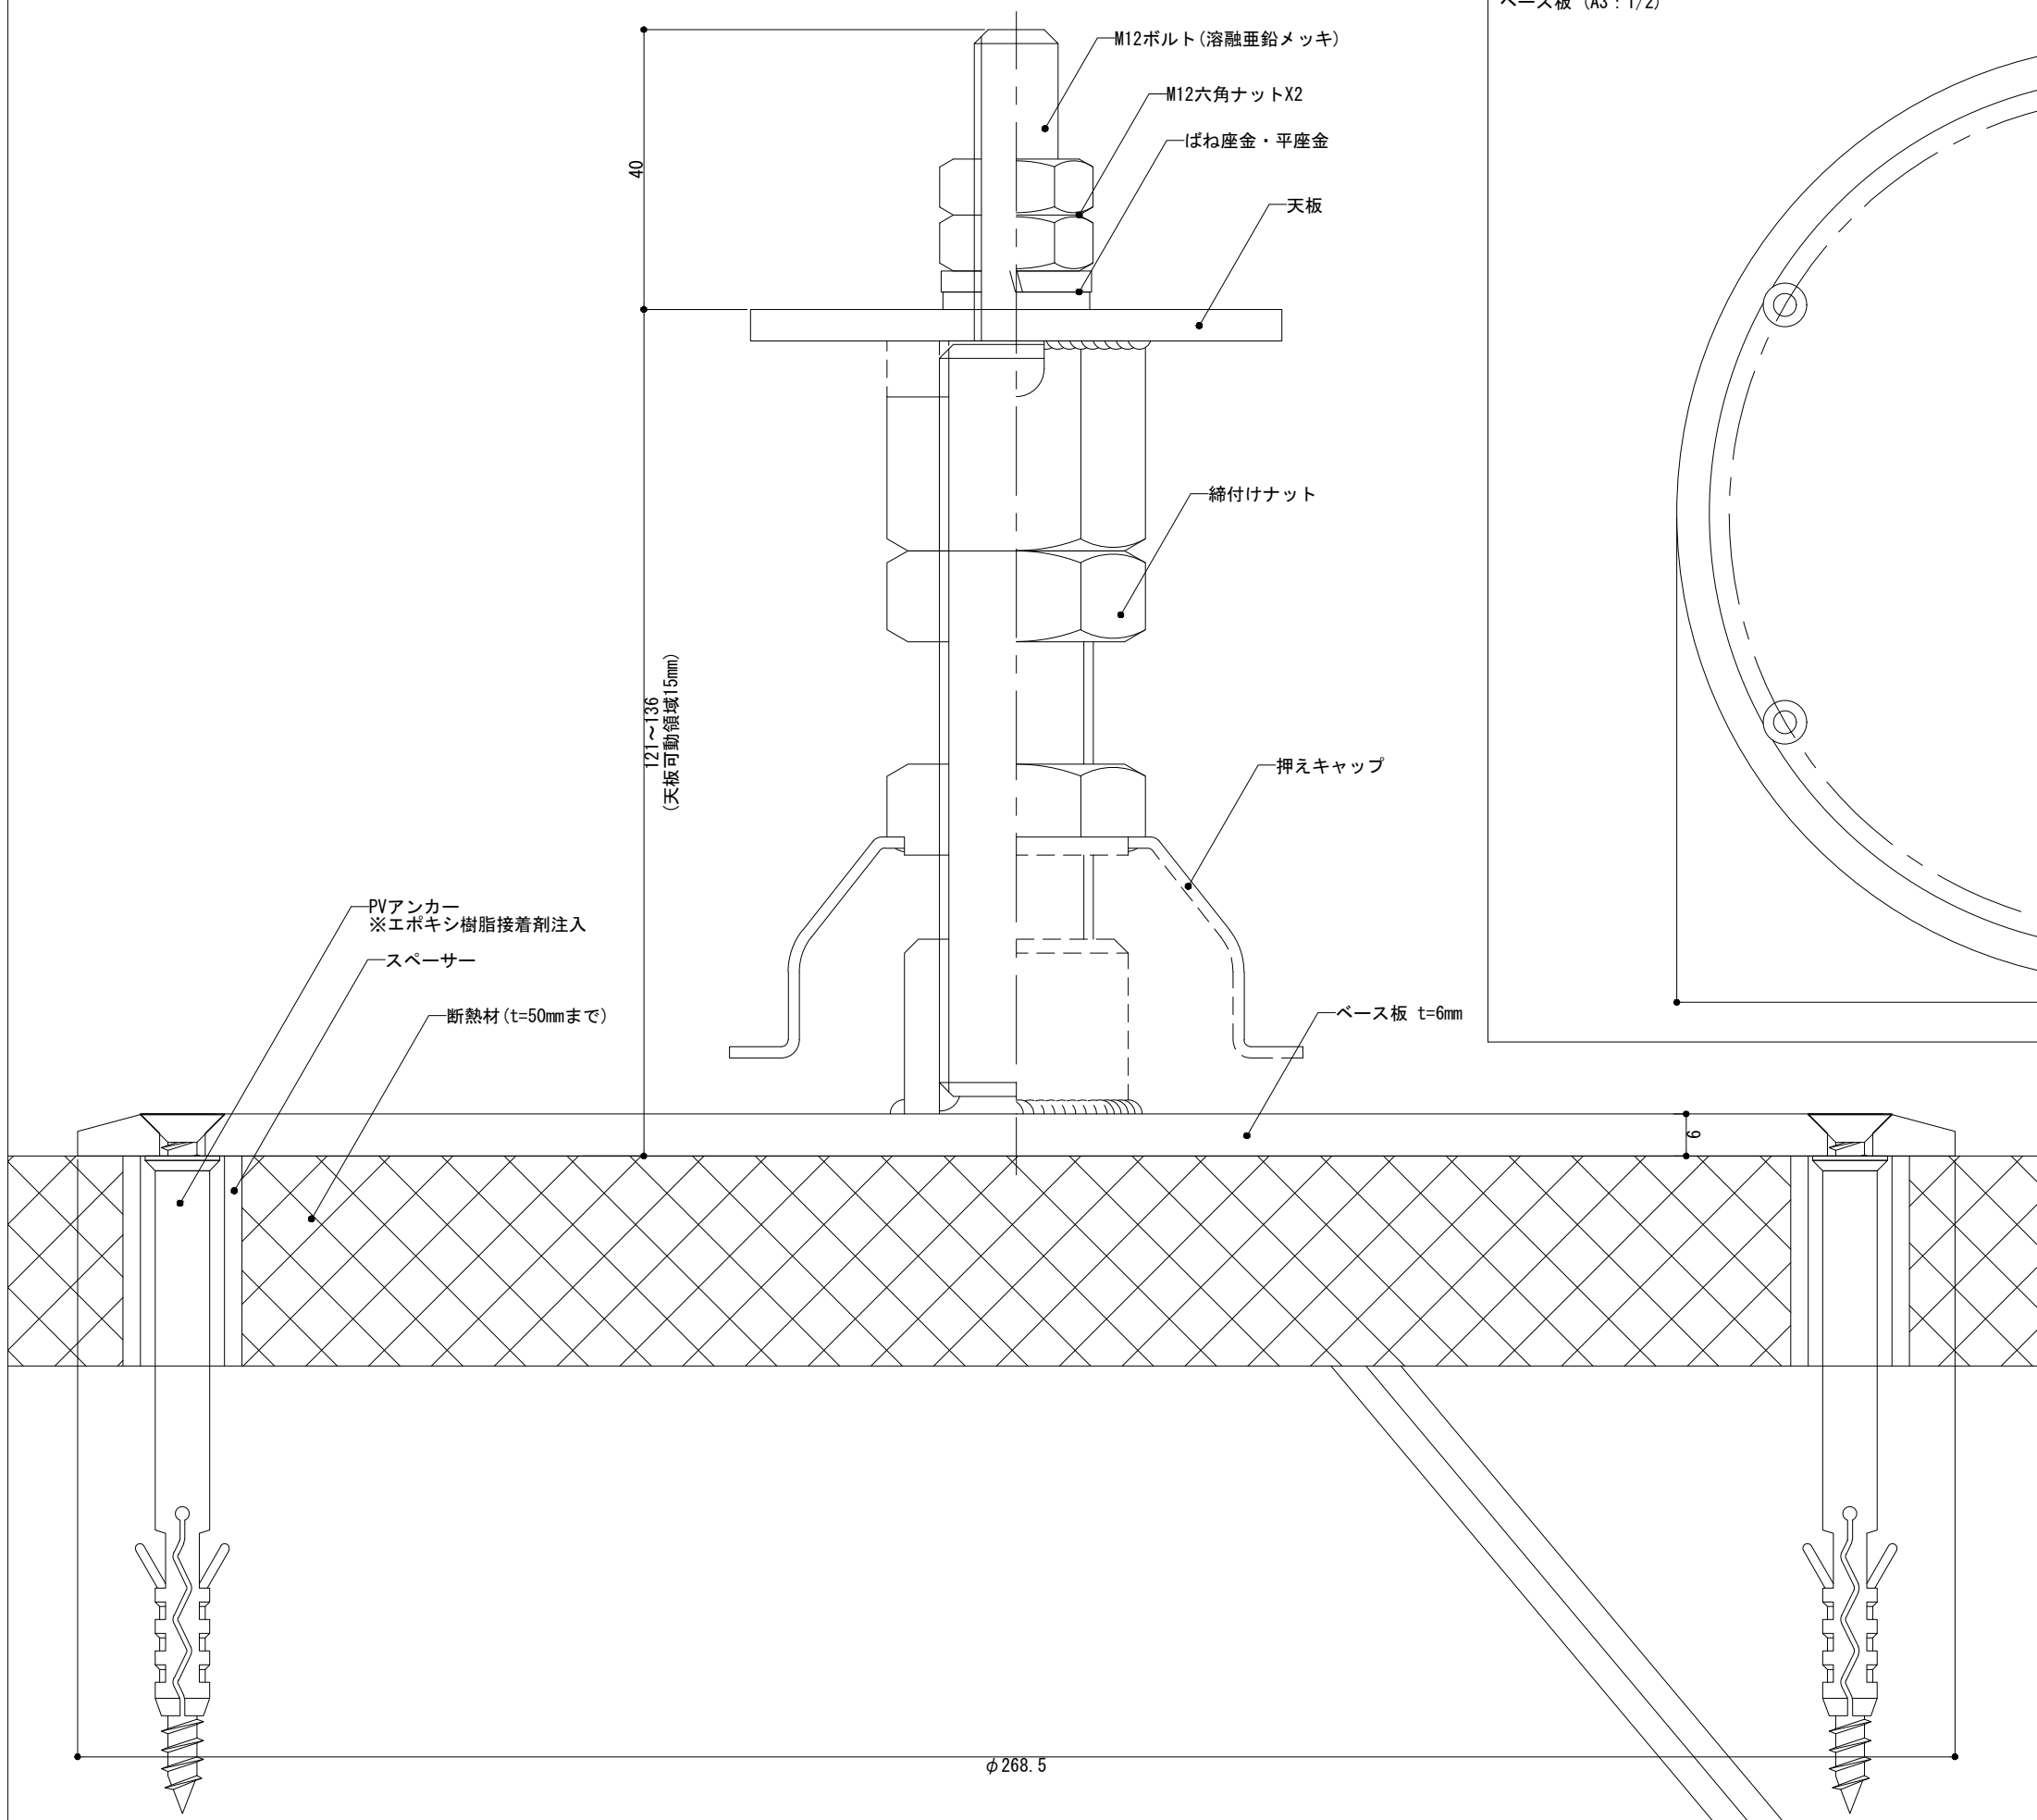 ベース板 (A3：1/2)
M12ボルト(溶融亜鉛メッキ)
M12六角ナットX2
ばね座金・平座金
40
天板
締付けナット
121～136
(天板可動領域15mm)
押えキャップ
PVアンカー
※エポキシ樹脂接着剤注入
スペーサー
断熱材(t=50mmまで)
ベース板 t=6mm
6
φ268.5